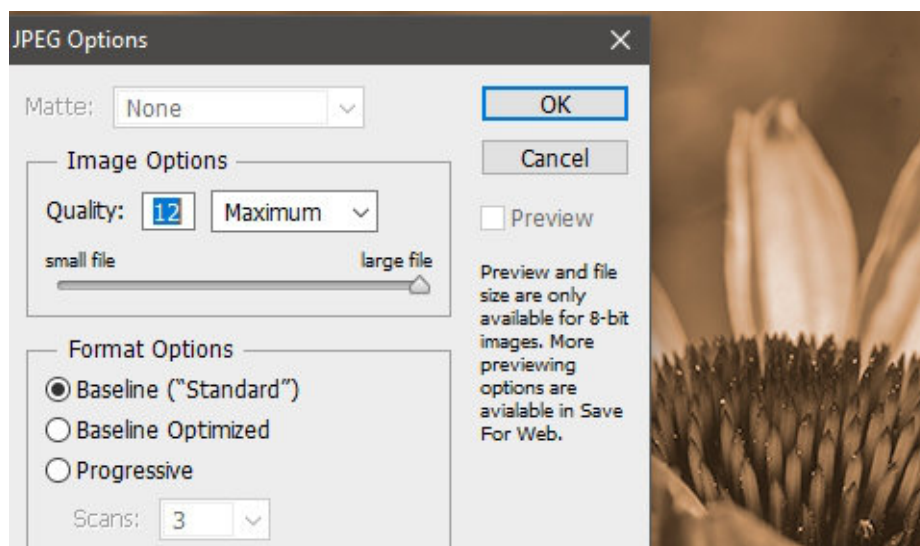 JPEG Options
Matte: None
Image Options
Quality: 12 Maximum
small file large file
Format Options
Baseline (“Standard”)
Baseline Optimized
Progressive
Scans: 3
OK
Cancel
Preview
Preview and file
size are only
available for 8-bit
images. More
previewing
options are
avialable in Save
For Web.